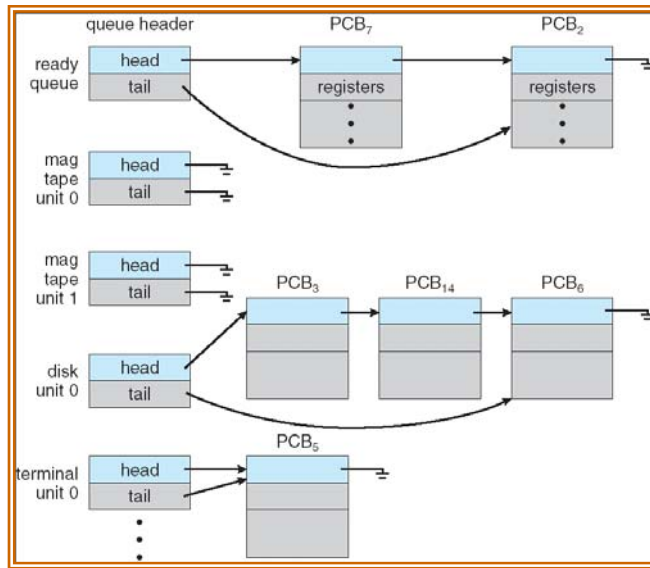 queue header PCB7 PCB2
ready
queue
head
tail
registers registers
mag
tape
unit 0
head
tail
mag
tape
unit 1
head
tail
PCB3 PCB14 PCB6
disk
unit 0
head
tail
PCB5
terminal
unit 0
head
tail